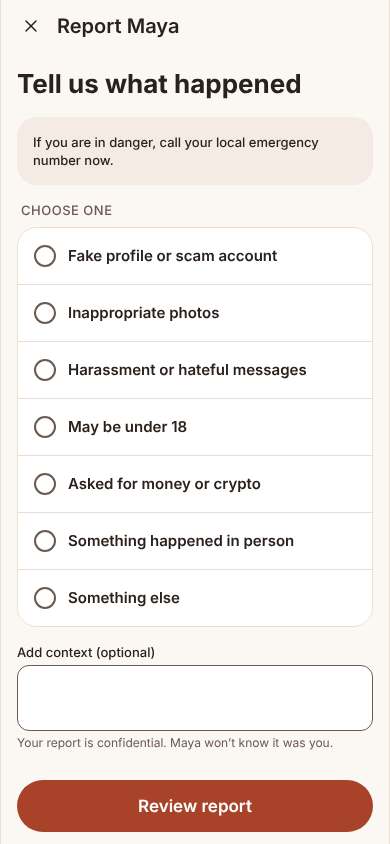 Report Maya
Tell us what happened
If you are in danger, call your local emergency
number now.
CHOOSE ONE
Fake profile or scam account
Inappropriate photos
Harassment or hateful messages
May be under 18
Asked for money or crypto
Something happened in person
Something else
Add context (optional)
Your report is confidential. Maya won't know it was you.
Review report